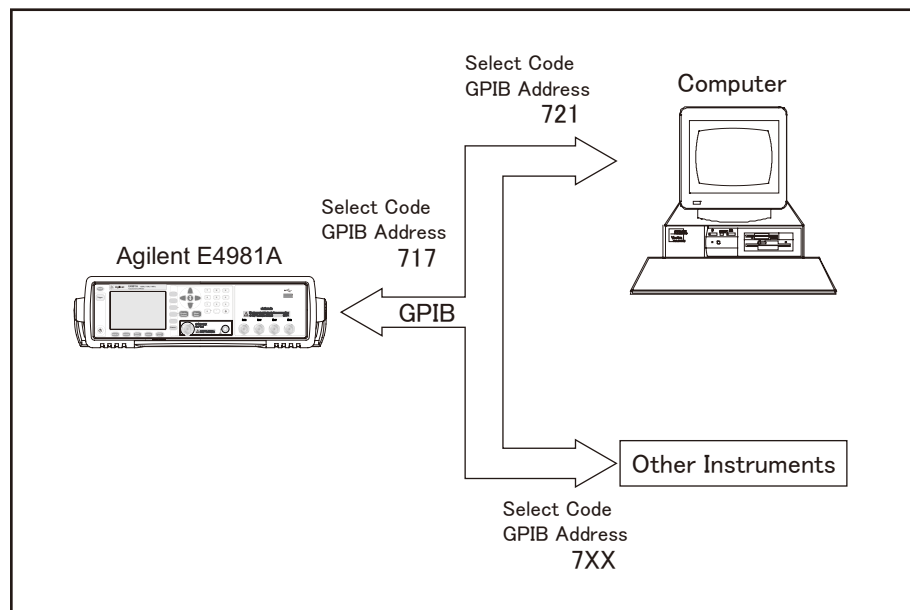 Select Code
GPIB Address
721
Computer
Select Code
GPIB Address
717
Agilent E4981A
GPIB
Other Instruments
Select Code
GPIB Address
7XX